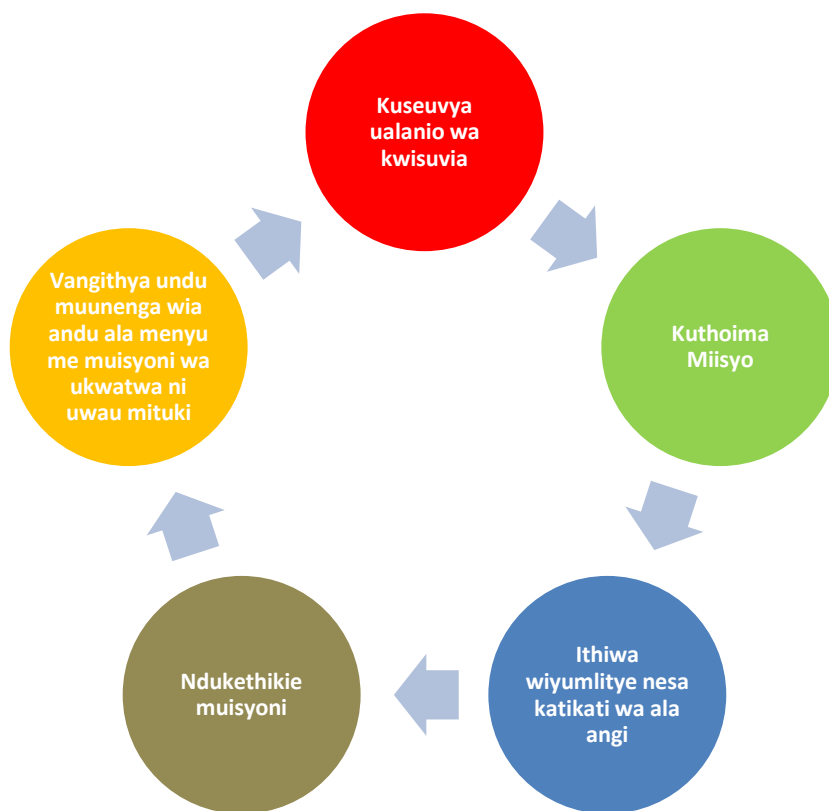 Kuseuvya
ualanio wa
kwisuvia
Kuthoima
Miisyo
Ithiwa
wiyumlitye nesa
katikati wa ala
angi
Ndukethikie
muisyoni
Vangithya undu
muunenga wia
andu ala menyu
me muisyoni wa
ukwatwa ni
uwau mituki